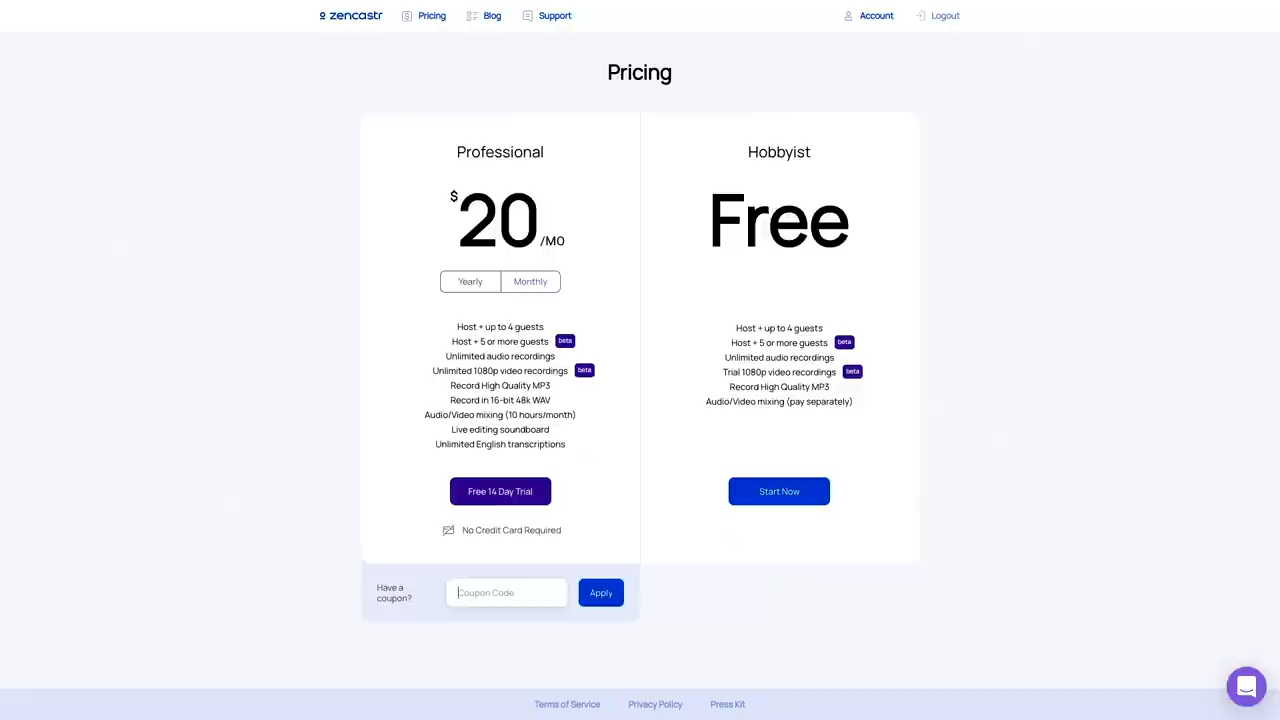 zencastr Pricing Blog Support Account Logout
Pricing
Professional
$20/MO
Yearly Monthly
Host + up to 4 guests
Host + 5 or more guests beta
Unlimited audio recordings
Unlimited 1080p video recordings beta
Record High Quality MP3
Record in 16-bit 48k WAV
Audio/Video mixing (10 hours/month)
Live editing soundboard
Unlimited English transcriptions
Free 14 Day Trial
No Credit Card Required
Have a
coupon?
Coupon Code
Apply
Hobbyist
Free
Host + up to 4 guests
Host + 5 or more guests beta
Unlimited audio recordings
Trial 1080p video recordings beta
Record High Quality MP3
Audio/Video mixing (pay separately)
Start Now
Terms of Service Privacy Policy Press Kit